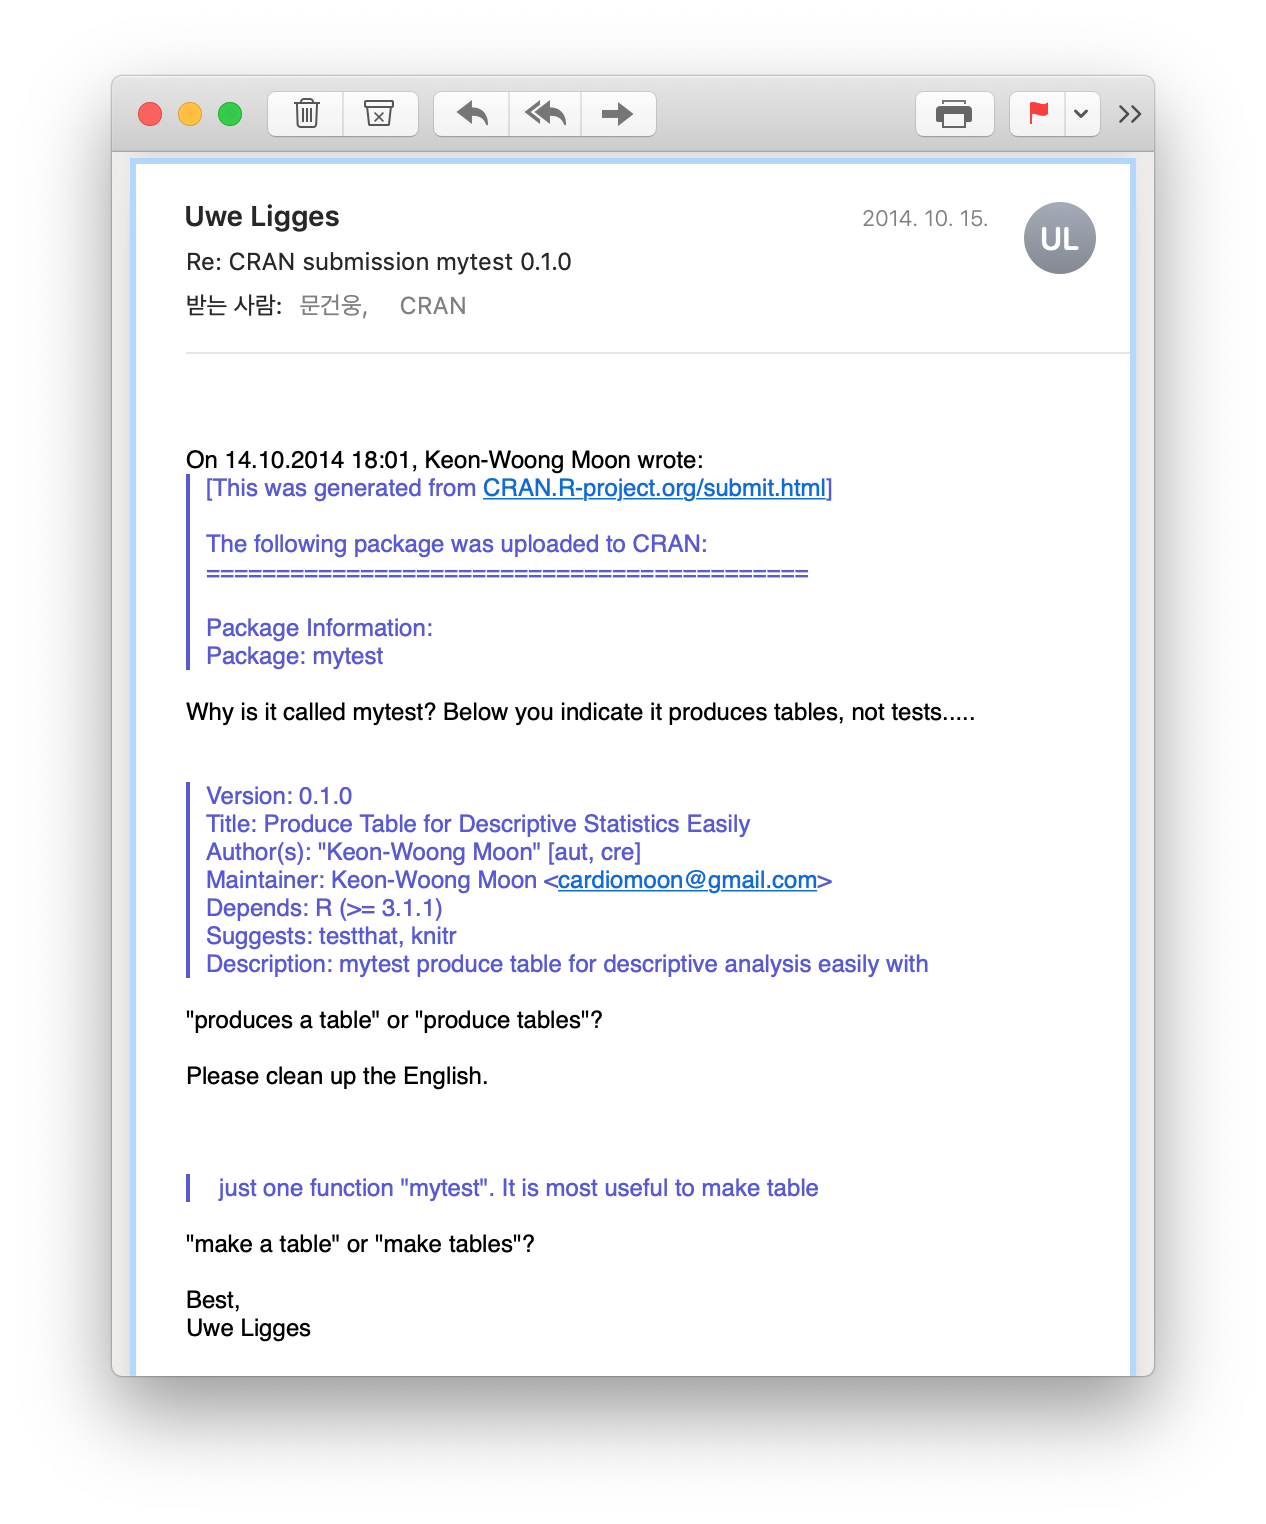 Uwe Ligges
2014. 10. 15.
UL
Re: CRAN submission mytest 0.1.0
받는 사람: 문건웅, CRAN
On 14.10.2014 18:01, Keon-Woong Moon wrote:
[This was generated from CRAN.R-project.org/submit.html]
The following package was uploaded to CRAN:
===========================================
Package Information:
Package: mytest
Why is it called mytest? Below you indicate it produces tables, not tests.....
Version: 0.1.0
Title: Produce Table for Descriptive Statistics Easily
Author(s): "Keon-Woong Moon" [aut, cre]
Maintainer: Keon-Woong Moon <cardiomoon@gmail.com>
Depends: R (>= 3.1.1)
Suggests: testthat, knitr
Description: mytest produce table for descriptive analysis easily with
"produces a table" or "produce tables"?
Please clean up the English.
just one function "mytest". It is most useful to make table
"make a table" or "make tables"?
Best,
Uwe Ligges